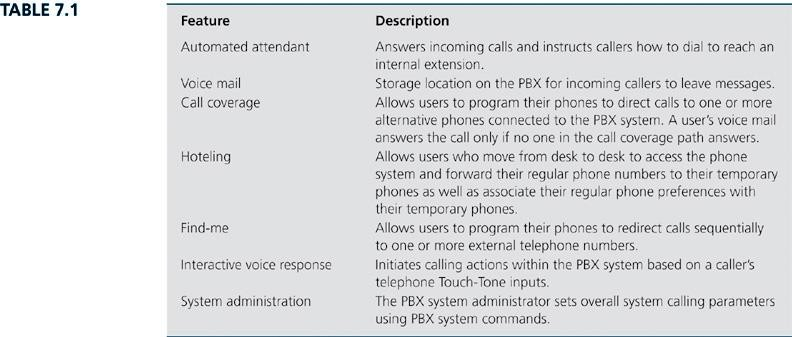 TABLE 7.1
Feature Description
Automated attendant Answers incoming calls and instructs callers how to dial to reach an
internal extension.
Voice mail Storage location on the PBX for incoming callers to leave messages.
Call coverage Allows users to program their phones to direct calls to one or more
alternative phones connected to the PBX system. A user's voice mail
answers the call only if no one in the call coverage path answers.
Hoteling Allows users who move from desk to desk to access the phone
system and forward their regular phone numbers to their temporary
phones as well as associate their regular phone preferences with
their temporary phones.
Find-me Allows users to program their phones to redirect calls sequentially
to one or more external telephone numbers.
Interactive voice response Initiates calling actions within the PBX system based on a caller's
telephone Touch-Tone inputs.
System administration The PBX system administrator sets overall system calling parameters
using PBX system commands.